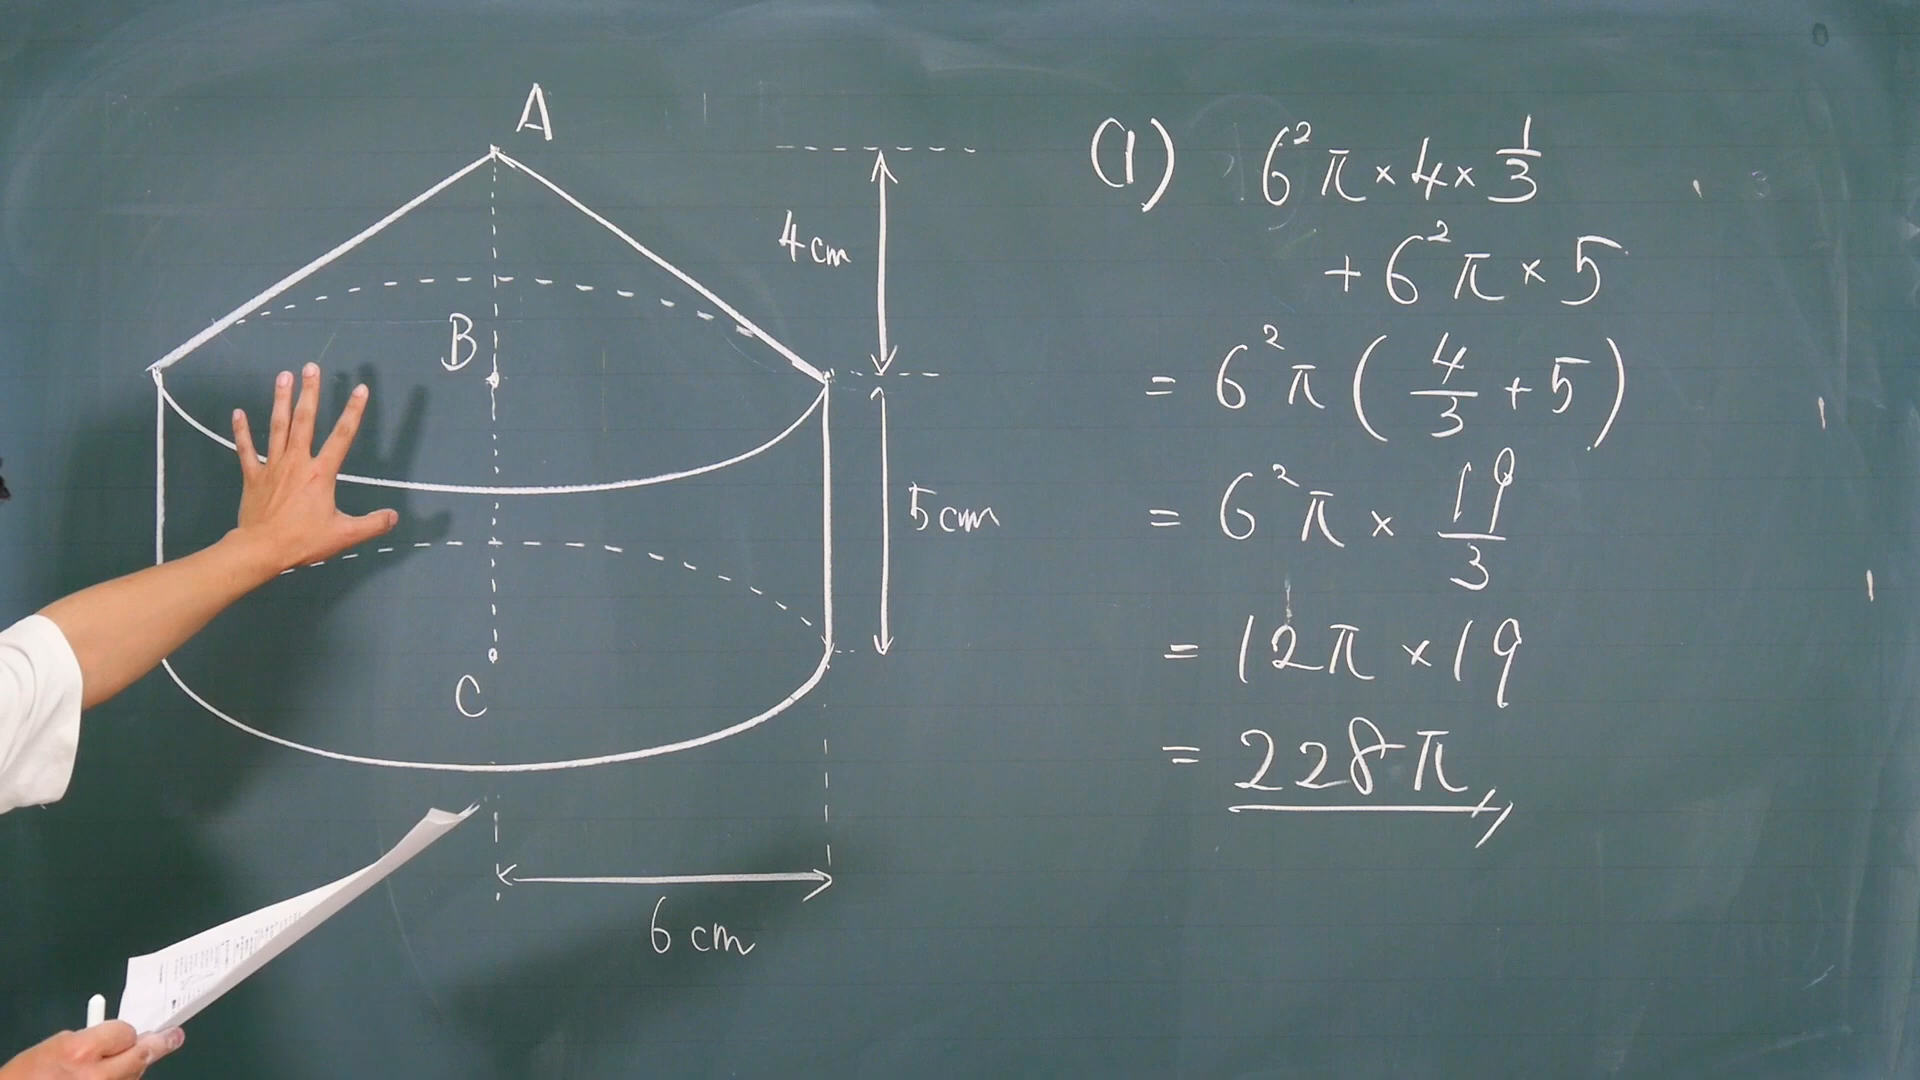 A
B
C
4cm
5cm
6cm
(1) 6²π×4×1/3
+6²π×5
=6²π(4/3+5)
=6²π×19/3
=12π×19
=228π